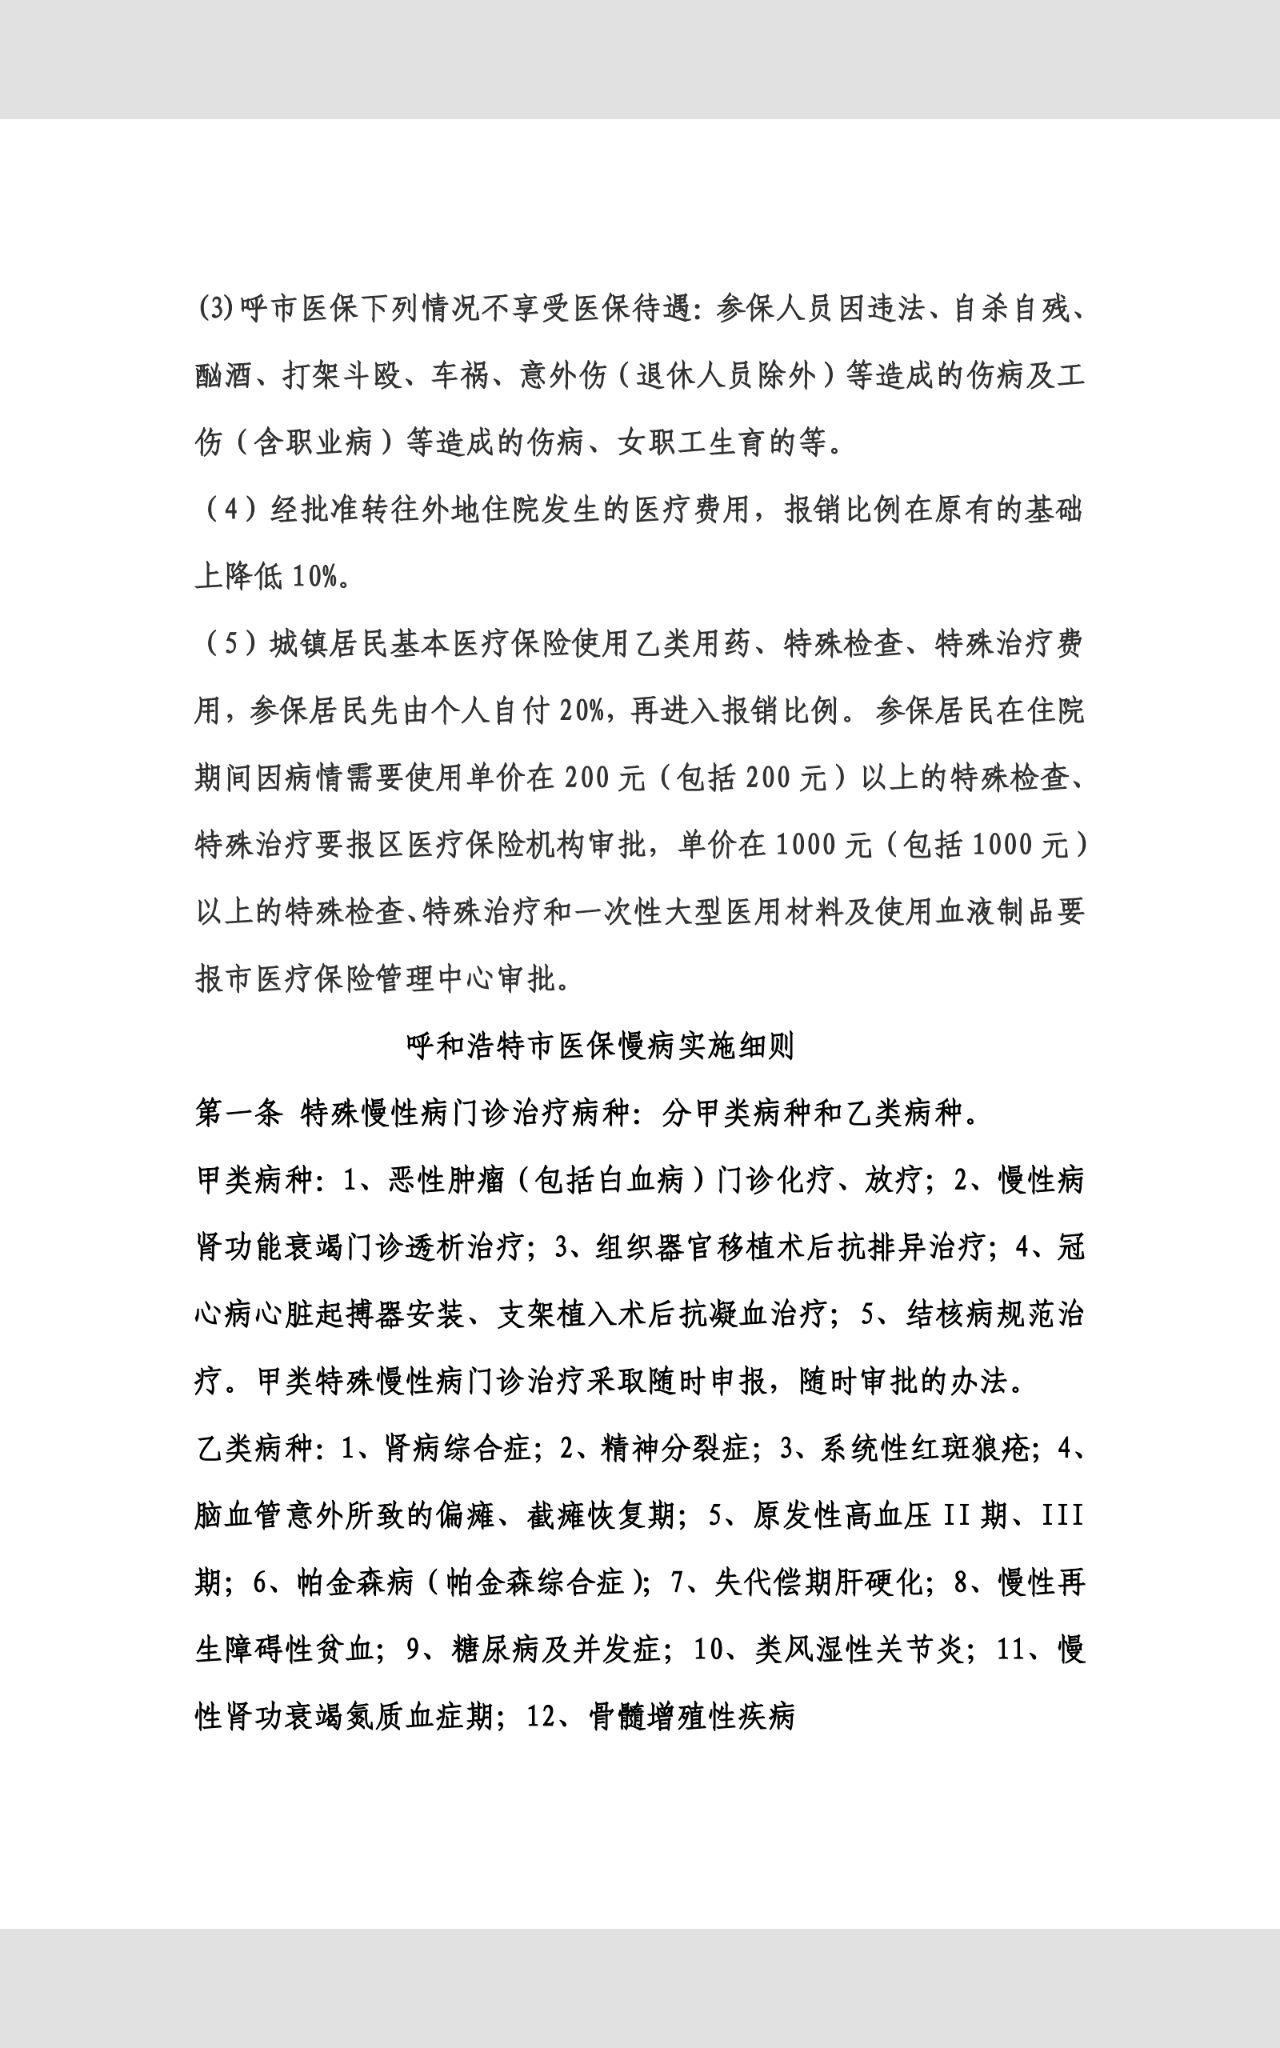 (3)呼市医保下列情况不享受医保待遇：参保人员因违法、自杀自残、
酗酒、打架斗殴、车祸、意外伤（退休人员除外）等造成的伤病及工
伤（含职业病）等造成的伤病、女职工生育的等。
（4）经批准转往外地住院发生的医疗费用，报销比例在原有的基础
上降低 10%。
（5）城镇居民基本医疗保险使用乙类用药、特殊检查、特殊治疗费
用，参保居民先由个人自付 20%，再进入报销比例。 参保居民在住院
期间因病情需要使用单价在 200 元（包括 200 元）以上的特殊检查、
特殊治疗要报区医疗保险机构审批，单价在 1000 元（包括 1000 元）
以上的特殊检查、特殊治疗和一次性大型医用材料及使用血液制品要
报市医疗保险管理中心审批。
呼和浩特市医保慢病实施细则
第一条 特殊慢性病门诊治疗病种：分甲类病种和乙类病种。
甲类病种：1、恶性肿瘤（包括白血病）门诊化疗、放疗；2、慢性病
肾功能衰竭门诊透析治疗；3、组织器官移植术后抗排异治疗；4、冠
心病心脏起搏器安装、支架植入术后抗凝血治疗；5、结核病规范治
疗。甲类特殊慢性病门诊治疗采取随时申报，随时审批的办法。
乙类病种：1、肾病综合症；2、精神分裂症；3、系统性红斑狼疮；4、
脑血管意外所致的偏瘫、截瘫恢复期；5、原发性高血压 II 期、III
期；6、帕金森病（帕金森综合症）；7、失代偿期肝硬化；8、慢性再
生障碍性贫血；9、糖尿病及并发症；10、类风湿性关节炎；11、慢
性肾功衰竭氮质血症期；12、骨髓增殖性疾病